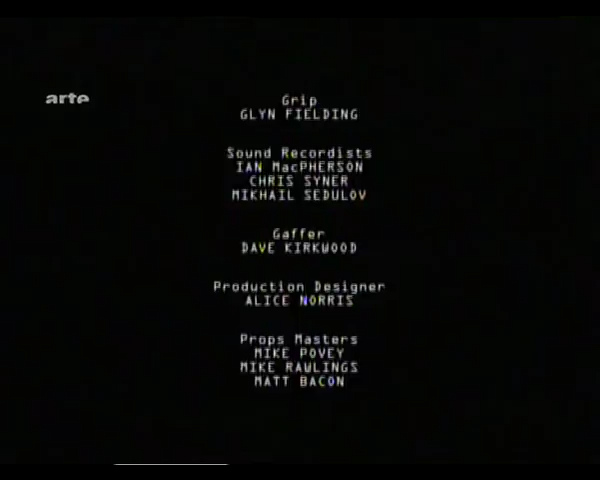 arte
Grip
GLYN FIELDING
Sound Recordists
IAN MacPHERSON
CHRIS SYNER
MIKHAIL SEDULOV
Gaffer
DAVE KIRKWOOD
Production Designer
ALICE NORRIS
Props Masters
MIKE POVEY
MIKE RAWLINGS
MATT BACON